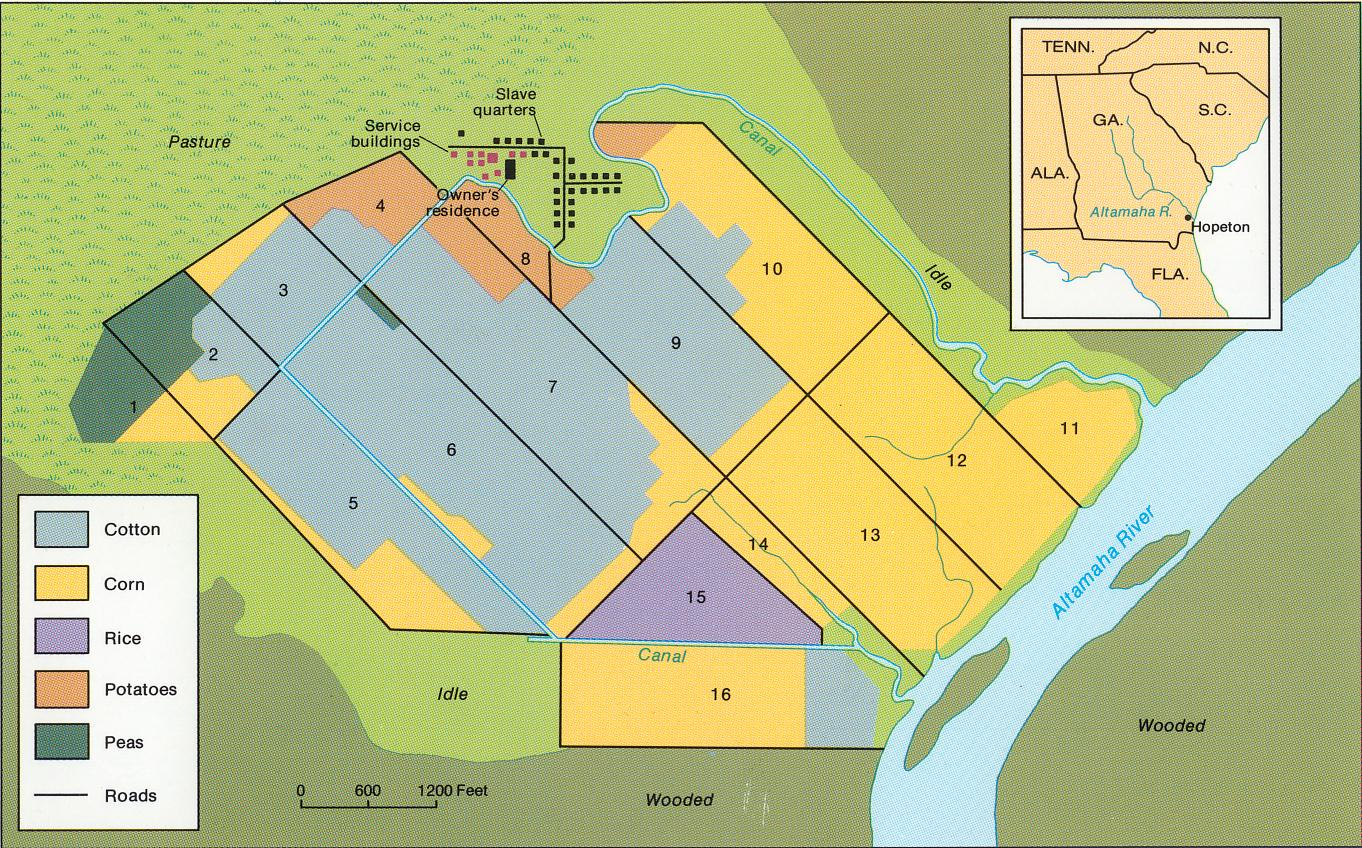 TENN.
N.C.
S.C.
GA.
ALA.
Altamaha R.
Hopeton
FLA.
Slave
quarters
Service
buildings
Pasture
Canal
Owner's
residence
Idle
4
8
10
3
2
9
1
7
11
6
12
5
13
14
15
16
Altamaha River
Canal
Idle
Wooded
Wooded
Cotton
Corn
Rice
Potatoes
Peas
Roads
0 600 1200 Feet